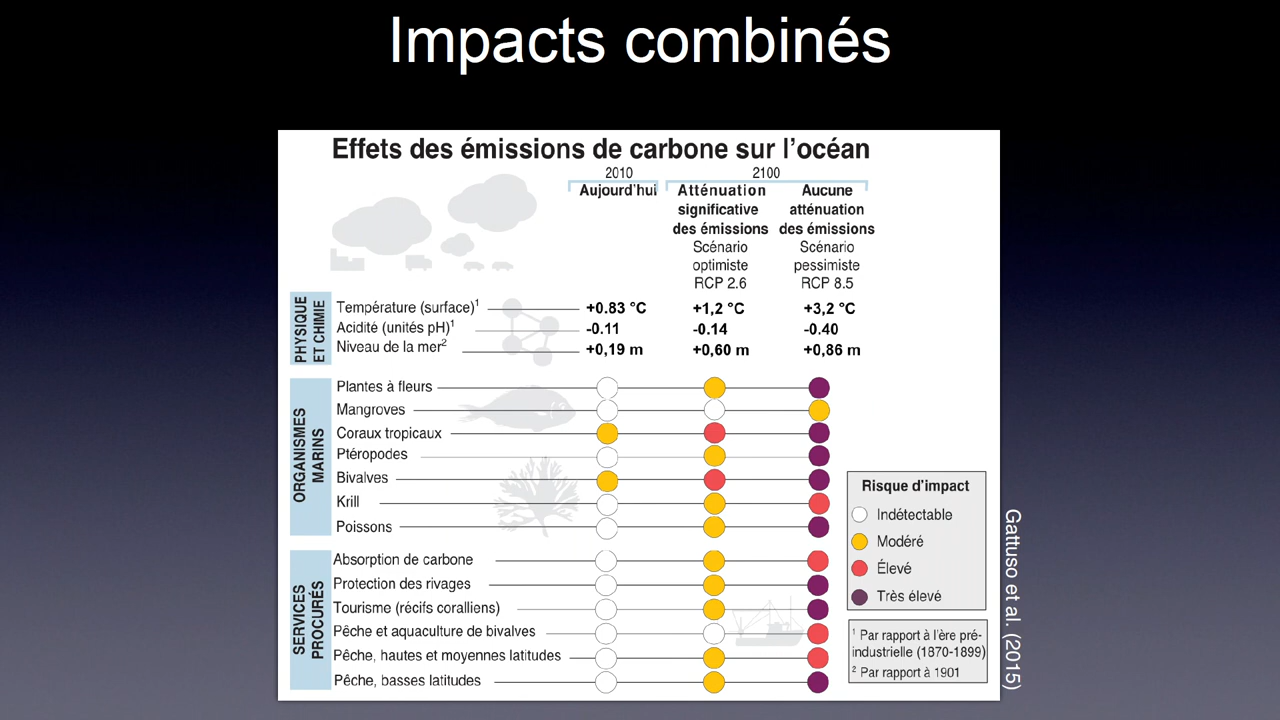 Impacts combinés
Effets des émissions de carbone sur l'océan
2010
2100
Aujourd'hui
Atténuation
significative
des émissions
Scénario
optimiste
RCP 2.6
Aucune
atténuation
des émissions
Scénario
pessimiste
RCP 8.5
PHYSIQUE
ET CHIMIE
Température (surface)¹ +0.83 °C +1,2 °C +3,2 °C
Acidité (unités pH)¹ -0.11 -0.14 -0.40
Niveau de la mer² +0,19 m +0,60 m +0,86 m
ORGANISMES
MARINS
Plantes à fleurs
Mangroves
Coraux tropicaux
Ptéropodes
Bivalves
Krill
Poissons
SERVICES
PROCURÉS
Absorption de carbone
Protection des rivages
Tourisme (récifs coralliens)
Pêche et aquaculture de bivalves
Pêche, hautes et moyennes latitudes
Pêche, basses latitudes
Risque d'impact
Indétectable
Modéré
Élevé
Très élevé
¹ Par rapport à l'ère pré-
industrielle (1870-1899)
² Par rapport à 1901
Gattuso et al. (2015)